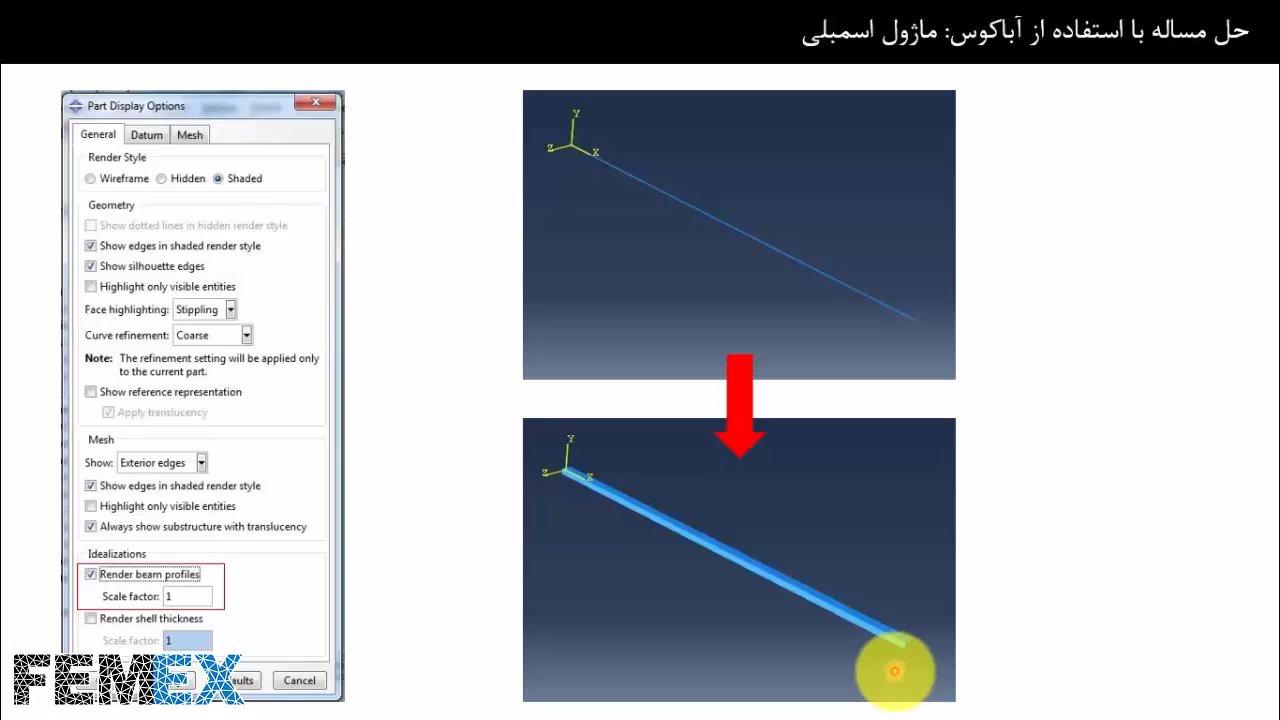 حل مساله با استفاده از آباکوس: ماژول اسمبلی
Part Display Options
General Datum Mesh
Render Style
Wireframe Hidden Shaded
Geometry
Show dotted lines in hidden render style
Show edges in shaded render style
Show silhouette edges
Highlight only visible entities
Face highlighting: Stippling
Curve refinement: Coarse
Note: The refinement setting will be applied only
to the current part.
Show reference representation
Apply translucency
Mesh
Show: Exterior edges
Show edges in shaded render style
Highlight only visible entities
Always show substructure with translucency
Idealizations
Render beam profiles
Scale factor: 1
Render shell thickness
Scale factor: 1
Cancel
FEMEX
Y
Z
X
Y
Z
X